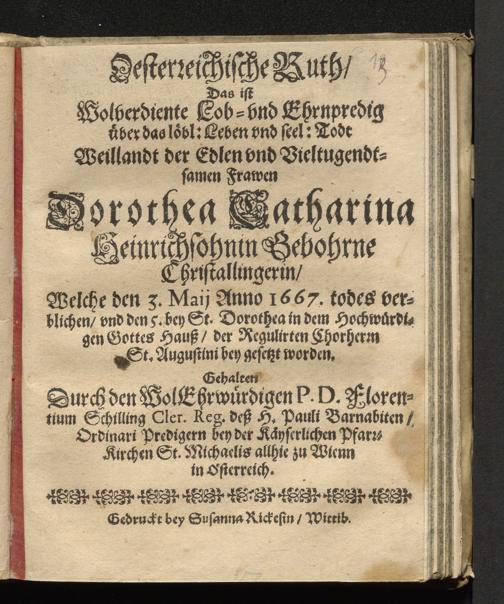 Oesterreichische Ruth/
Das ist
Wolverdiente Lob- vnd Ehrnpredig
über das löbl: Leben vnd seel: Todt
Weillandt der Edlen vnd Vieltugendt-
samen Frawen
Dorothea Catharina
Heinrichsohnin Gebohrne
Christallingerin/
Welche den 3. Maij Anno 1667. todes ver-
blichen/ vnd den 5. bey St. Dorothea in dem Hochwürdi-
gen Gottes Hauß/ der Regulirten Chorherrn
St. Augustini bey gesetzt worden.
Gehalten
Durch den WolEhrwürdigen P. D. Floren-
tium Schilling Cler. Reg. deß H. Pauli Barnabiten/
Ordinari Predigern bey der Käyserlichen Pfarr-
Kirchen St. Michaelis allhie zu Wienn
in Osterreich.
Gedruckt bey Susanna Rickesin/ Wittib.